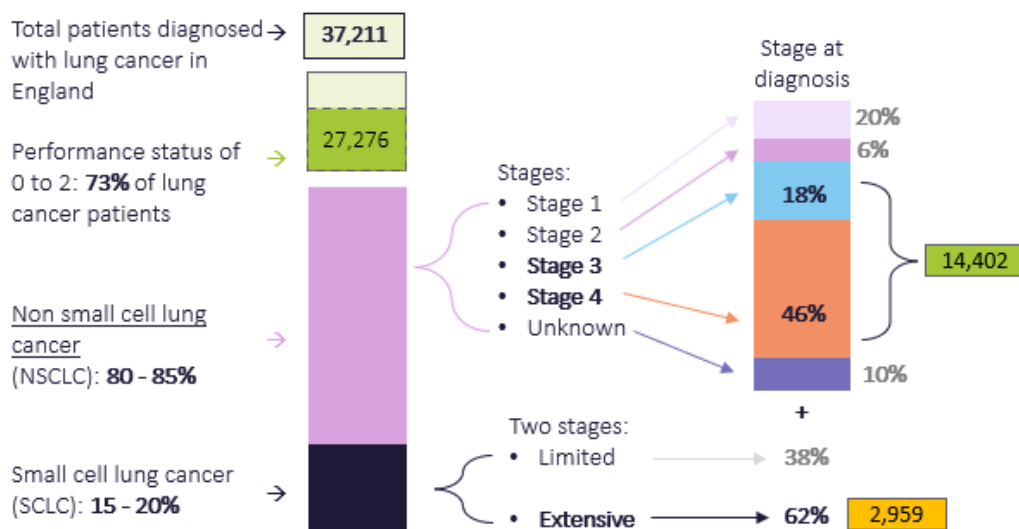 Total patients diagnosed
with lung cancer in
England
37,211
27,276
Performance status of
0 to 2: 73% of lung
cancer patients
Non small cell lung
cancer
(NSCLC): 80 - 85%
Small cell lung cancer
(SCLC): 15 - 20%
Stages:
• Stage 1
• Stage 2
• Stage 3
• Stage 4
• Unknown
Two stages:
• Limited
• Extensive
Stage at
diagnosis
20%
6%
18%
46%
10%
14,402
+
38%
62%
2,959